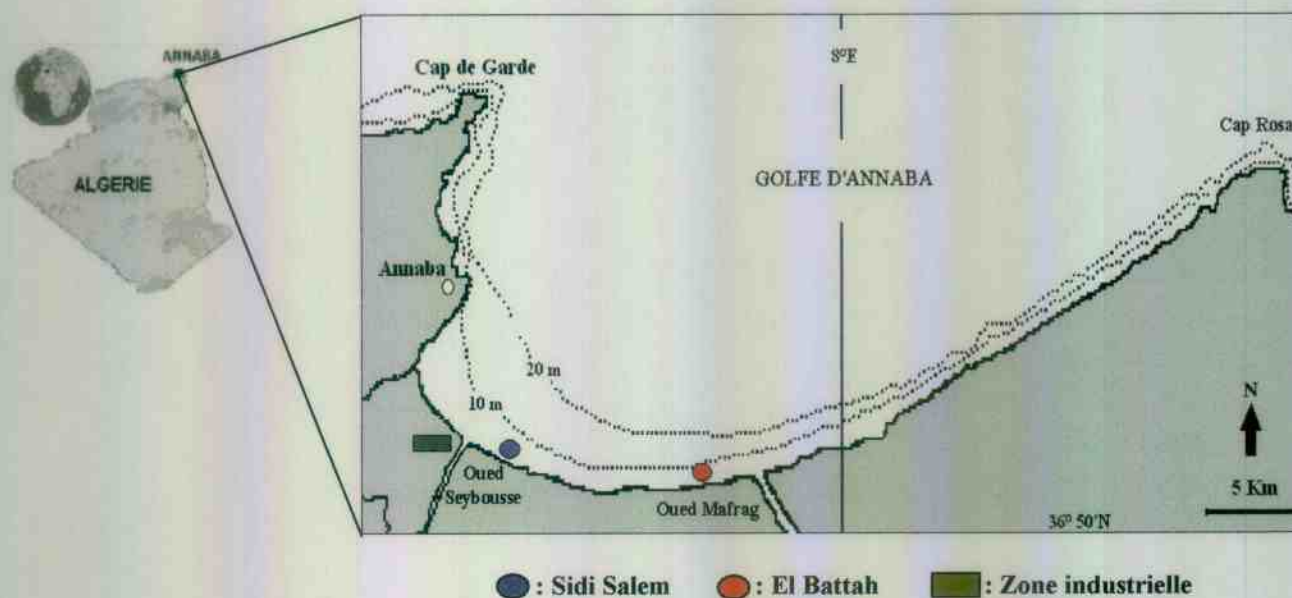 ANNABA
ALGERIE
Cap de Garde
8°E
Cap Rosa
GOLFE D'ANNABA
Annaba
20 m
10 m
N
Oued
Seybousse
Oued Mafrag
5 Km
36° 50'N
: Sidi Salem
: El Battah
: Zone industrielle